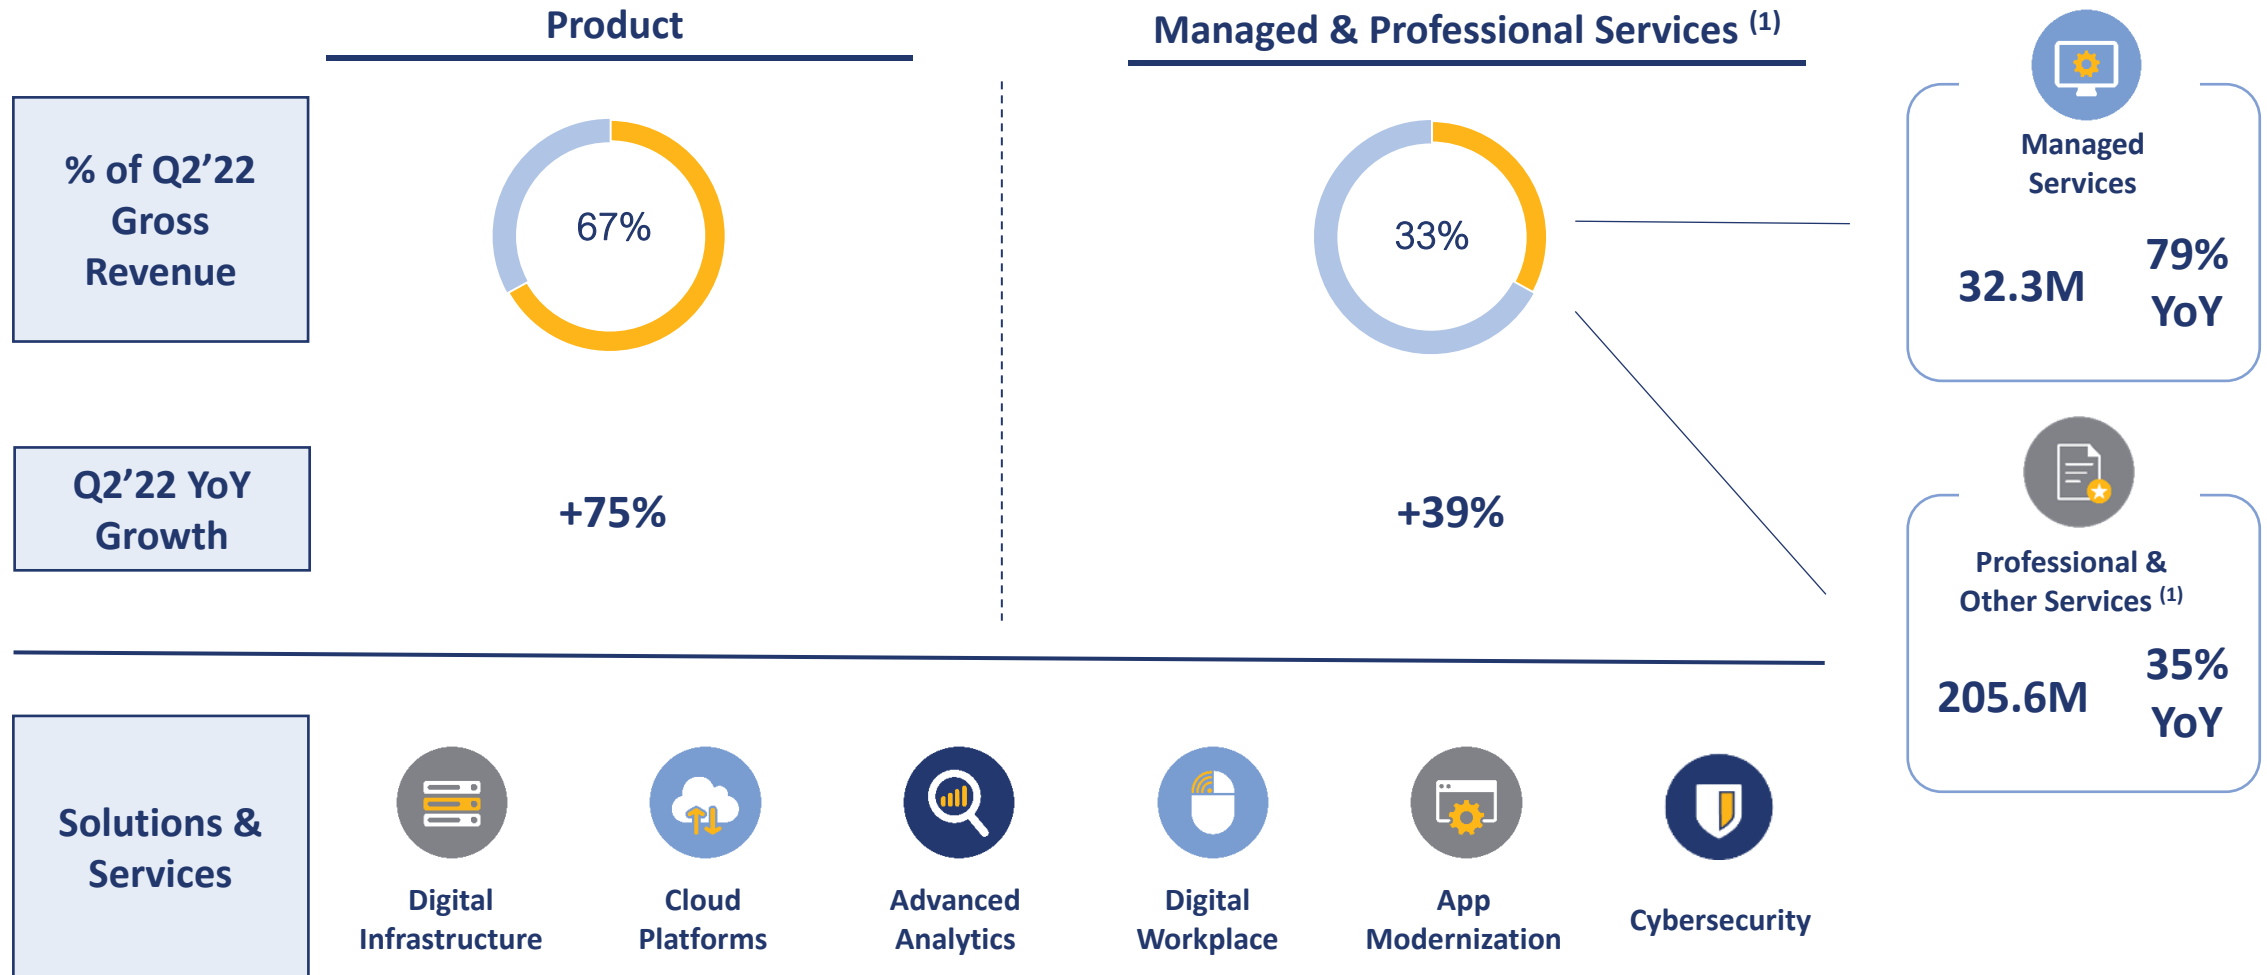 Product
Managed & Professional Services (1)
% of Q2’22
Gross
Revenue
67%
33%
Managed
Services
32.3M
79%
YoY
Q2’22 YoY
Growth
+75%
+39%
Professional &
Other Services (1)
205.6M
35%
YoY
Solutions &
Services
Digital
Infrastructure
Cloud
Platforms
Advanced
Analytics
Digital
Workplace
App
Modernization
Cybersecurity